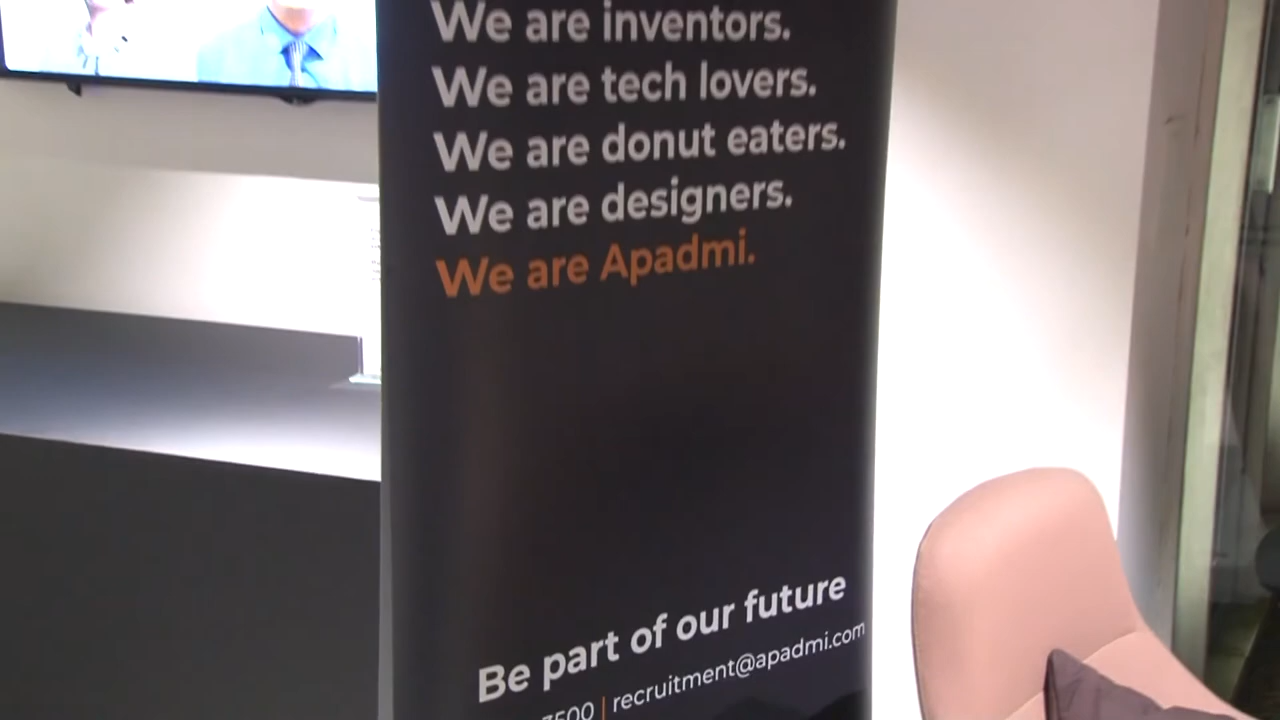 We are inventors.
We are tech lovers.
We are donut eaters.
We are designers.
We are Apadmi.
Be part of our future
3500 | recruitment@apadmi.com